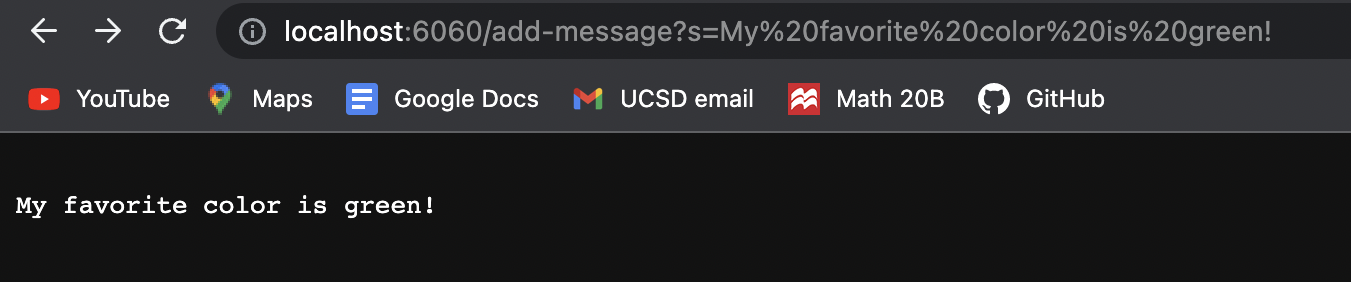 localhost:6060/add-message?s=My%20favorite%20color%20is%20green!
YouTube Maps Google Docs UCSD email Math 20B GitHub
My favorite color is green!